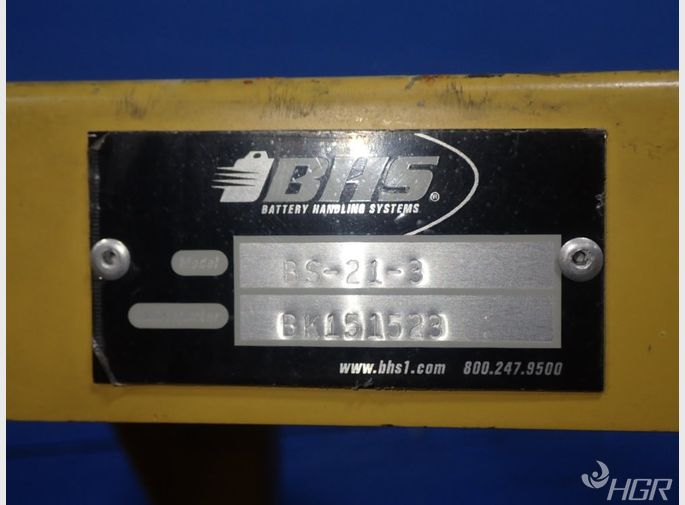 BHS®
BATTERY HANDLING SYSTEMS
Model
BS-21-3
BK151523
www.bhs1.com 800.247.9500
HGR